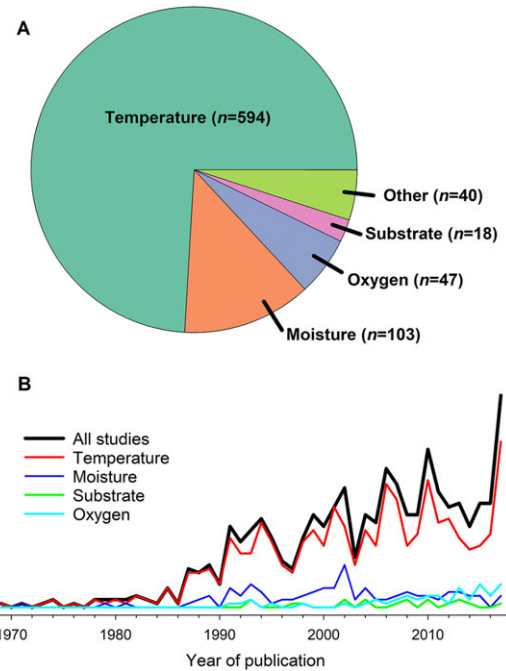 A
Temperature (n=594)
Other (n=40)
Substrate (n=18)
Oxygen (n=47)
Moisture (n=103)
B
All studies
Temperature
Moisture
Substrate
Oxygen
1970 1980 1990 2000 2010
Year of publication